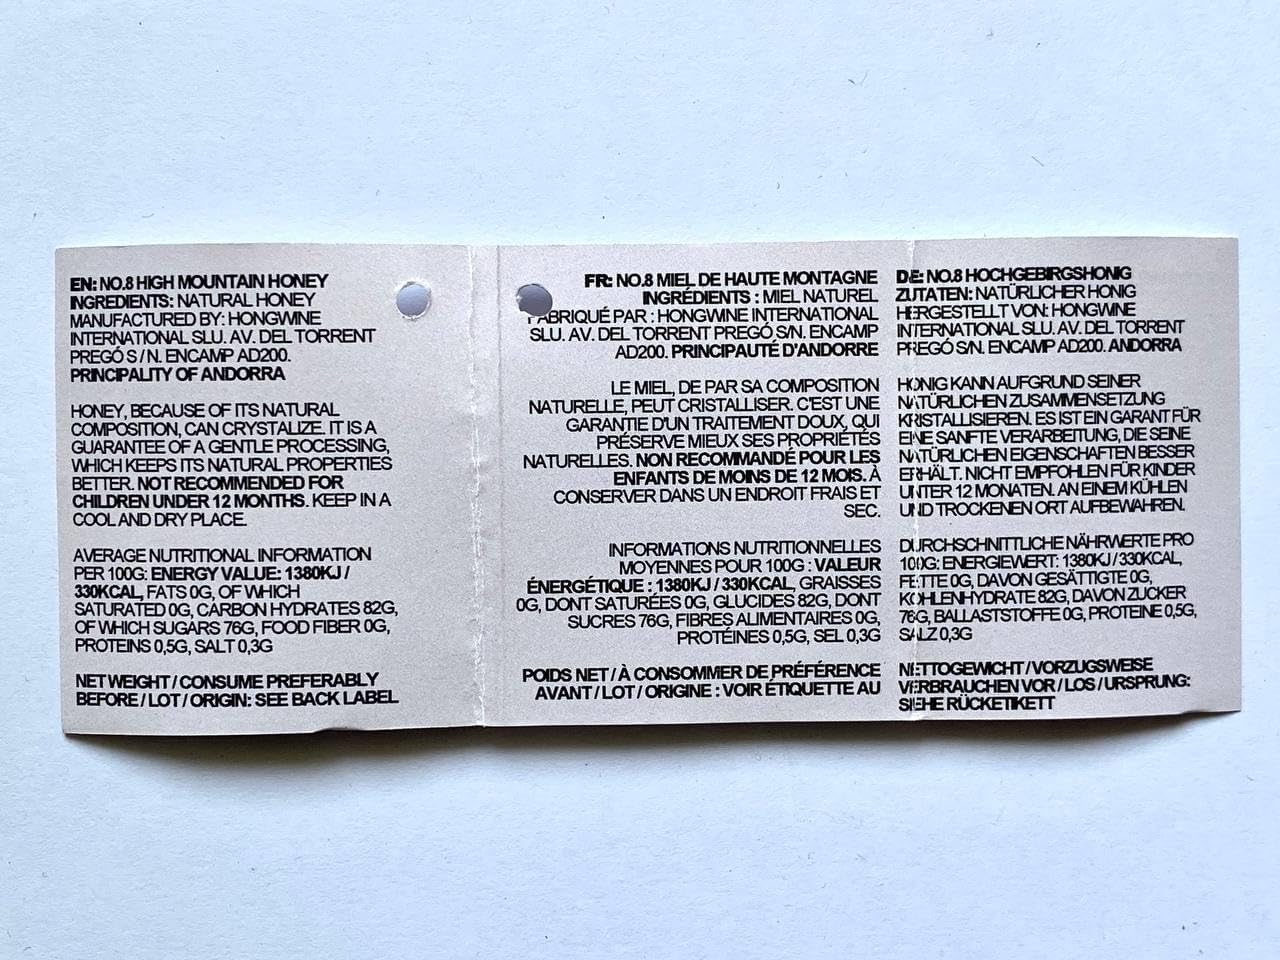 EN: NO.8 HIGH MOUNTAIN HONEY
INGREDIENTS: NATURAL HONEY
MANUFACTURED BY: HONGWINE
INTERNATIONAL SLU. AV. DEL TORRENT
PREGÓ S / N. ENCAMP AD200.
PRINCIPALITY OF ANDORRA
HONEY, BECAUSE OF ITS NATURAL
COMPOSITION, CAN CRYSTALIZE. IT IS A
GUARANTEE OF A GENTLE PROCESSING,
WHICH KEEPS ITS NATURAL PROPERTIES
BETTER. NOT RECOMMENDED FOR
CHILDREN UNDER 12 MONTHS. KEEP IN A
COOL AND DRY PLACE.
AVERAGE NUTRITIONAL INFORMATION
PER 100G: ENERGY VALUE: 1380KJ /
330KCAL, FATS 0G, OF WHICH
SATURATED 0G, CARBON HYDRATES 82G,
OF WHICH SUGARS 76G, FOOD FIBER 0G,
PROTEINS 0,5G, SALT 0,3G
NET WEIGHT / CONSUME PREFERABLY
BEFORE / LOT / ORIGIN: SEE BACK LABEL
FR: NO.8 MIEL DE HAUTE MONTAGNE
INGRÉDIENTS : MIEL NATUREL
FABRIQUÉ PAR : HONGWINE INTERNATIONAL
SLU. AV. DEL TORRENT PREGÓ S/N. ENCAMP
AD200. PRINCIPAUTÉ D'ANDORRE
LE MIEL, DE PAR SA COMPOSITION
NATURELLE, PEUT CRISTALLISER. C'EST UNE
GARANTIE D'UN TRAITEMENT DOUX, QUI
PRÉSERVE MIEUX SES PROPRIÉTÉS
NATURELLES. NON RECOMMANDÉ POUR LES
ENFANTS DE MOINS DE 12 MOIS. À
CONSERVER DANS UN ENDROIT FRAIS ET
SEC.
INFORMATIONS NUTRITIONNELLES
MOYENNES POUR 100G : VALEUR
ÉNERGÉTIQUE : 1380KJ / 330KCAL, GRAISSES
0G, DONT SATURÉES 0G, GLUCIDES 82G, DONT
SUCRES 76G, FIBRES ALIMENTAIRES 0G,
PROTÉINES 0,5G, SEL 0,3G
POIDS NET / À CONSOMMER DE PRÉFÉRENCE
AVANT / LOT / ORIGINE : VOIR ÉTIQUETTE AU
DE: NO.8 HOCHGEBIRGSHONIG
ZUTATEN: NATÜRLICHER HONIG
HERGESTELLT VON: HONGWINE
INTERNATIONAL SLU. AV. DEL TORRENT
PREGÓ S/N. ENCAMP AD200. ANDORRA
HONIG KANN AUFGRUND SEINER
NATÜRLICHEN ZUSAMMENSETZUNG
KRISTALLISIEREN. ES IST EIN GARANT FÜR
EINE SANFTE VERARBEITUNG, DIE SEINE
NATÜRLICHEN EIGENSCHAFTEN BESSER
ERHÄLT. NICHT EMPFOHLEN FÜR KINDER
UNTER 12 MONATEN. AN EINEM KÜHLEN
UND TROCKENEN ORT AUFBEWAHREN.
DURCHSCHNITTLICHE NÄHRWERTE PRO
100G: ENERGIEWERT: 1380KJ / 330KCAL,
FETTE 0G, DAVON GESÄTTIGTE 0G,
KOHLENHYDRATE 82G, DAVON ZUCKER
76G, BALLASTSTOFFE 0G, PROTEINE 0,5G,
SALZ 0,3G
NETTOGEWICHT / VORZUGSWEISE
VERBRAUCHEN VOR / LOS / URSPRUNG:
SIEHE RÜCKETIKETT